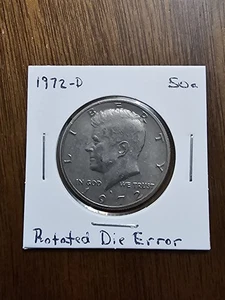 1972-D 50¢
LIBERTY
IN GOD WE TRUST
1972
Rotated Die Error